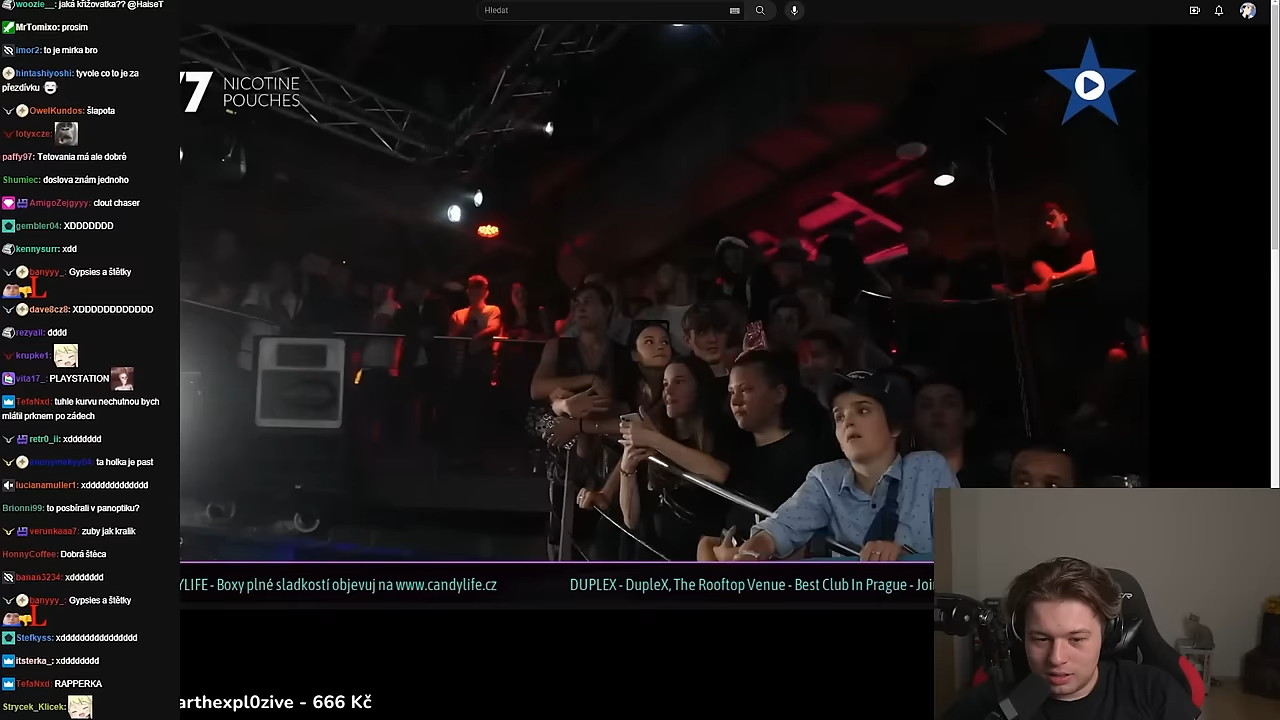 woozie__: jaká křížovatka?? @HaiseT
MrTomixo: prosim
imor2: to je mirka bro
hintashiyoshi: tyvole co to je za
přezdívku
OwelKundos: šlapota
lotyxcze:
paffy97: Tetovania má ale dobré
Shumiec: doslova znám jednoho
AmigoZejgyyy: clout chaser
gembler04: XDDDDDDD
kennysurr: xdd
banyyy_: Gypsies a štětky
L
dave8cz8: XDDDDDDDDDDDD
rezyall: dddd
krupke1:
vita17_: PLAYSTATION
TefaNxd: tuhle kurvu nechutnou bych
mlátil prknem po zádech
retr0_ii: xddddddd
ta holka je past
lucianamuller1: xdddddddddddd
Brionni99: to posbírali v panoptiku?
verunkaaa7: zuby jak kralik
HonnyCoffee: Dobrá štěca
banan3234: xddddddd
banyyy_: Gypsies a štětky
L
Stefkyss: xdddddddddddddddd
itsterka_: xdddddddd
TefaNxd: RAPPERKA
Strycek_Klicek:
Hledat
77 NICOTINE
POUCHES
YLIFE - Boxy plné sladkostí objevuj na www.candylife.cz
DUPLEX - DupleX, The Rooftop Venue - Best Club In Prague - Joi
arthexpl0zive - 666 Kč